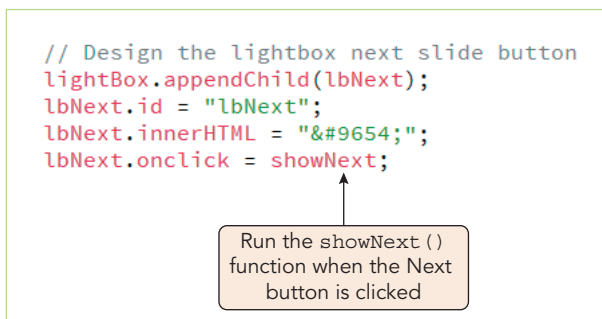 // Design the lightbox next slide button
lightBox.appendChild(lbNext);
lbNext.id = "lbNext";
lbNext.innerHTML = "&#9654;";
lbNext.onclick = showNext;
Run the showNext()
function when the Next
button is clicked